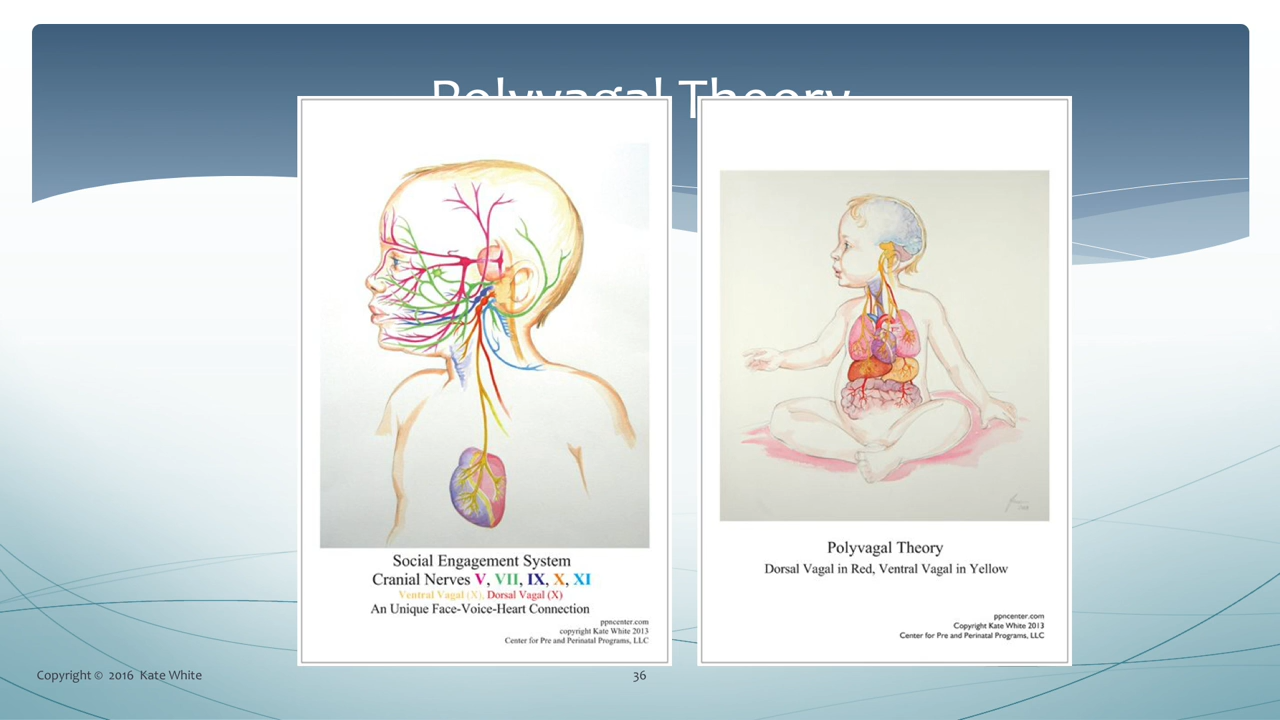 Polyvagal Theory
Social Engagement System
Cranial Nerves V, VII, IX, X, XI
Ventral Vagal (X), Dorsal Vagal (X)
An Unique Face-Voice-Heart Connection
ppncenter.com
copyright Kate White 2013
Center for Pre and Perinatal Programs, LLC
Polyvagal Theory
Dorsal Vagal in Red, Ventral Vagal in Yellow
ppncenter.com
Copyright Kate White 2013
Center for Pre and Perinatal Programs, LLC
Copyright © 2016 Kate White
36